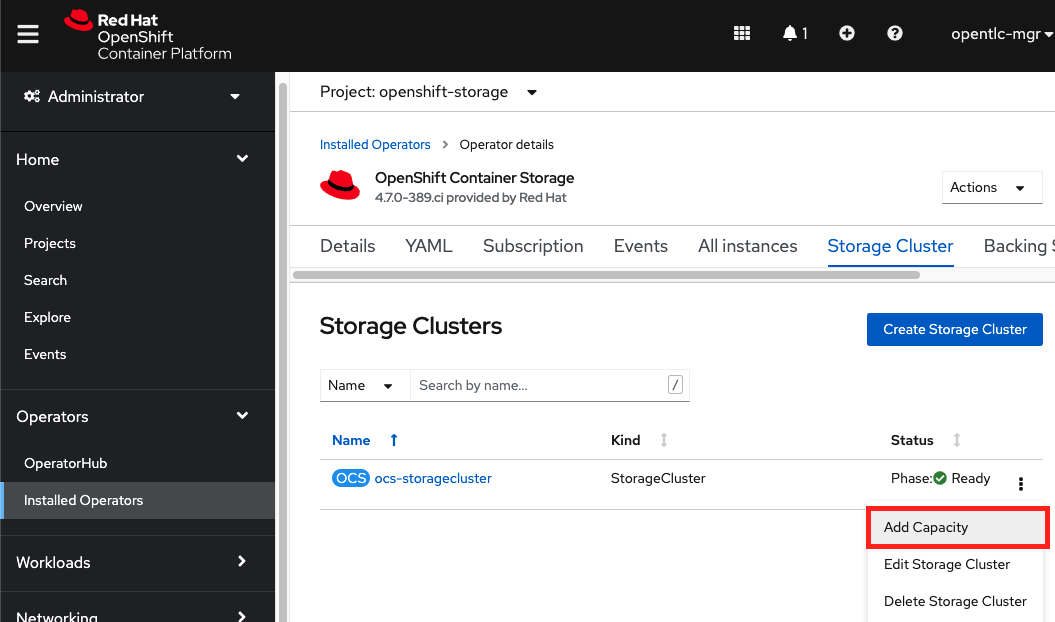 Red Hat
OpenShift
Container Platform
1
opentlc-mgr
Administrator
Home
Overview
Projects
Search
Explore
Events
Operators
OperatorHub
Installed Operators
Workloads
Networking
Project: openshift-storage
Installed Operators > Operator details
OpenShift Container Storage
4.7.0-389.ci provided by Red Hat
Actions
Details YAML Subscription Events All instances Storage Cluster Backing S
Storage Clusters
Create Storage Cluster
Name Search by name... /
Name Kind Status
OCS ocs-storagecluster StorageCluster Phase: Ready
Add Capacity
Edit Storage Cluster
Delete Storage Cluster